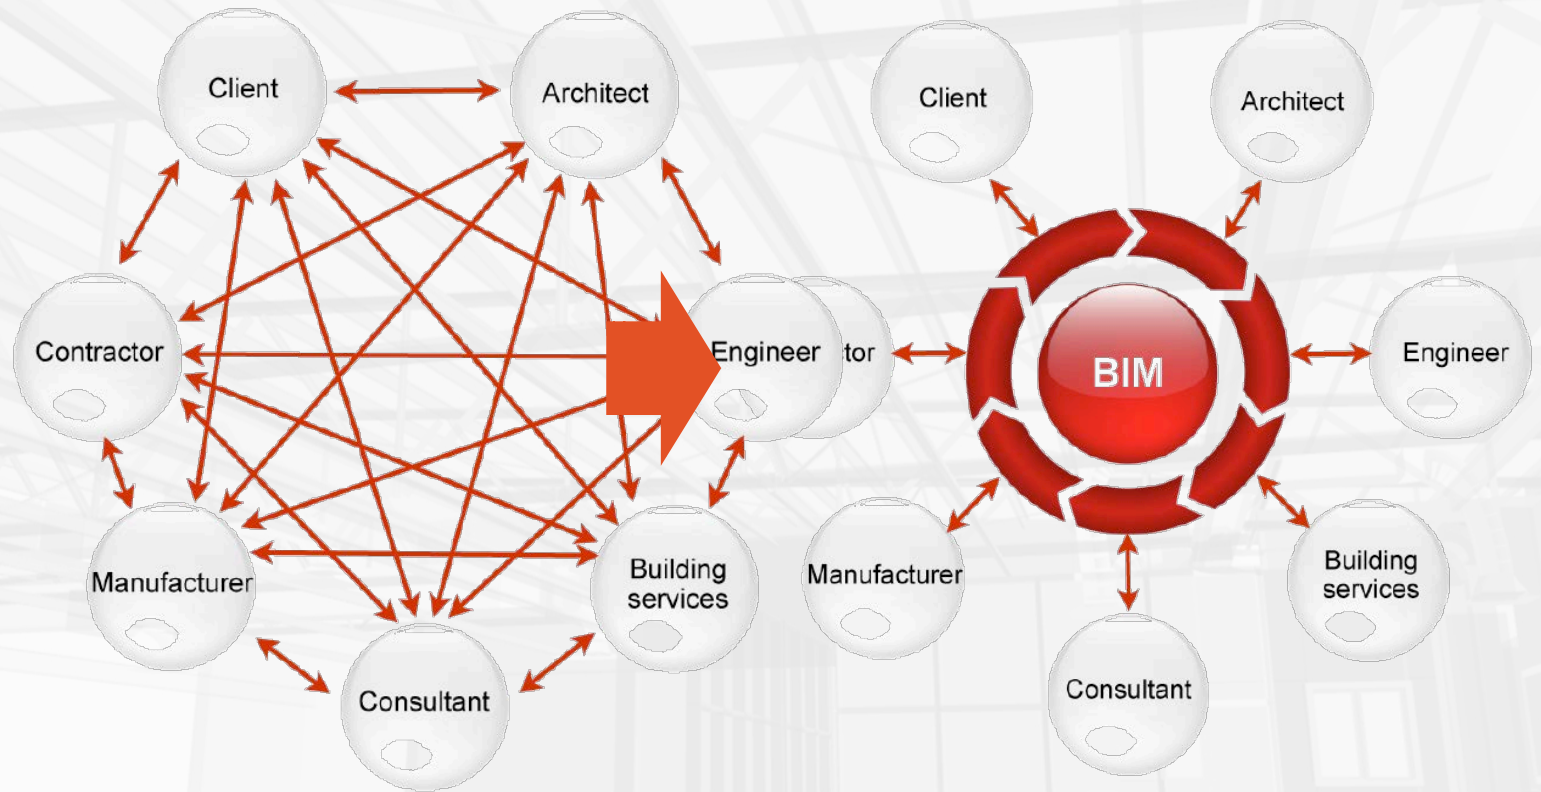 Client
Architect
Contractor
Engineer
Manufacturer
Building
services
Consultant
Client
Architect
tor
BIM
Engineer
Manufacturer
Building
services
Consultant